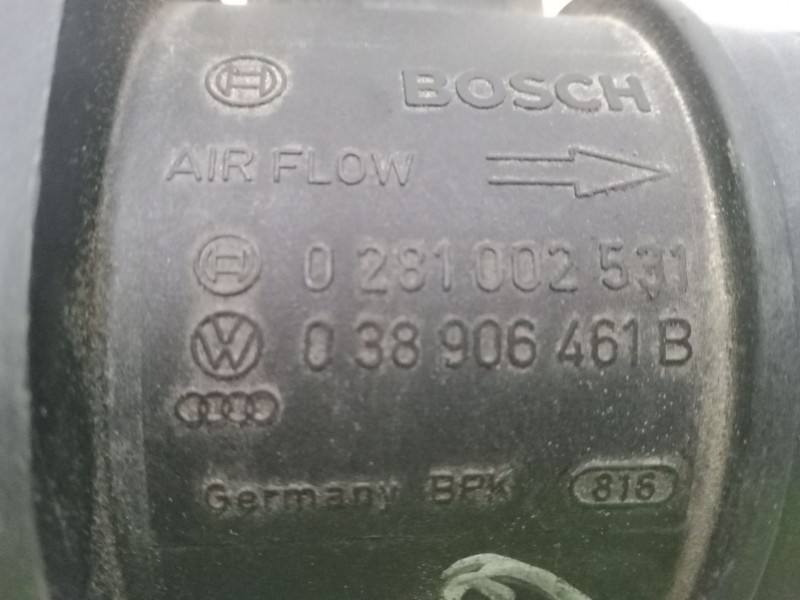 BOSCH
AIR FLOW
0 281 002 531
038 906 461 B
Germany BPK 816